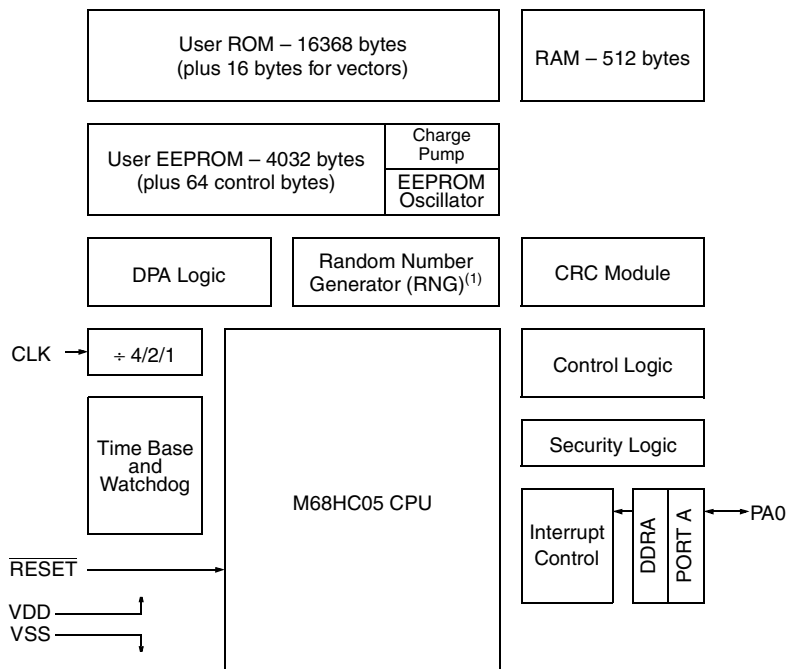 User ROM – 16368 bytes
(plus 16 bytes for vectors)
RAM – 512 bytes
User EEPROM – 4032 bytes
(plus 64 control bytes)
Charge
Pump
EEPROM
Oscillator
DPA Logic
Random Number
Generator (RNG)(1)
CRC Module
CLK
÷ 4/2/1
Control Logic
Time Base
and
Watchdog
M68HC05 CPU
Security Logic
Interrupt
Control
DDRA
PORT A
PA0
RESET
VDD
VSS